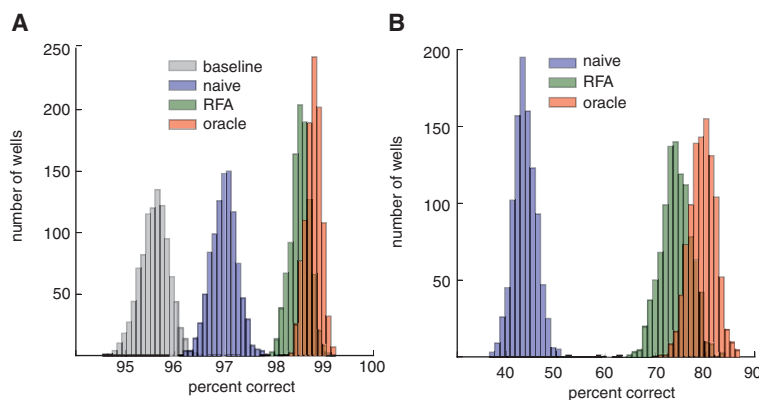 A
B
250
200
150
100
50
number of wells
baseline
naive
RFA
oracle
95 96 97 98 99 100
percent correct
200
150
100
50
number of wells
naive
RFA
oracle
40 50 60 70 80 90
percent correct